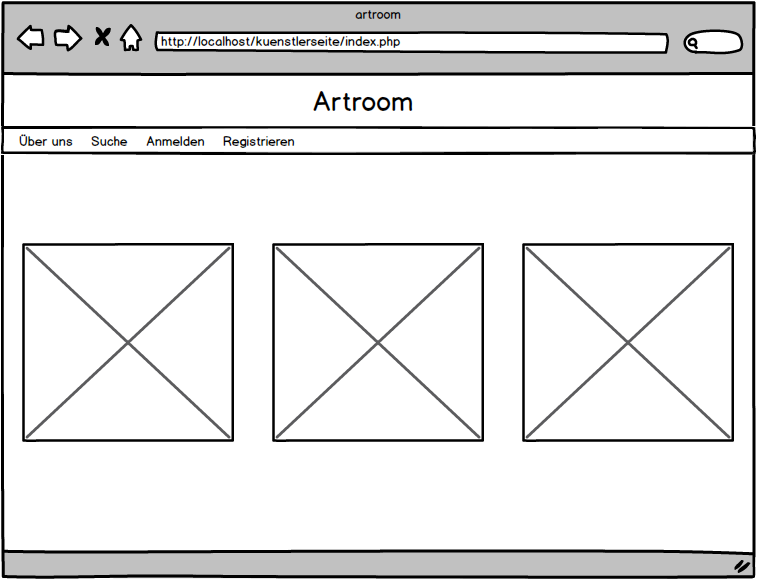 artroom
http://localhost/kuenstlerseite/index.php
Artroom
Über uns Suche Anmelden Registrieren